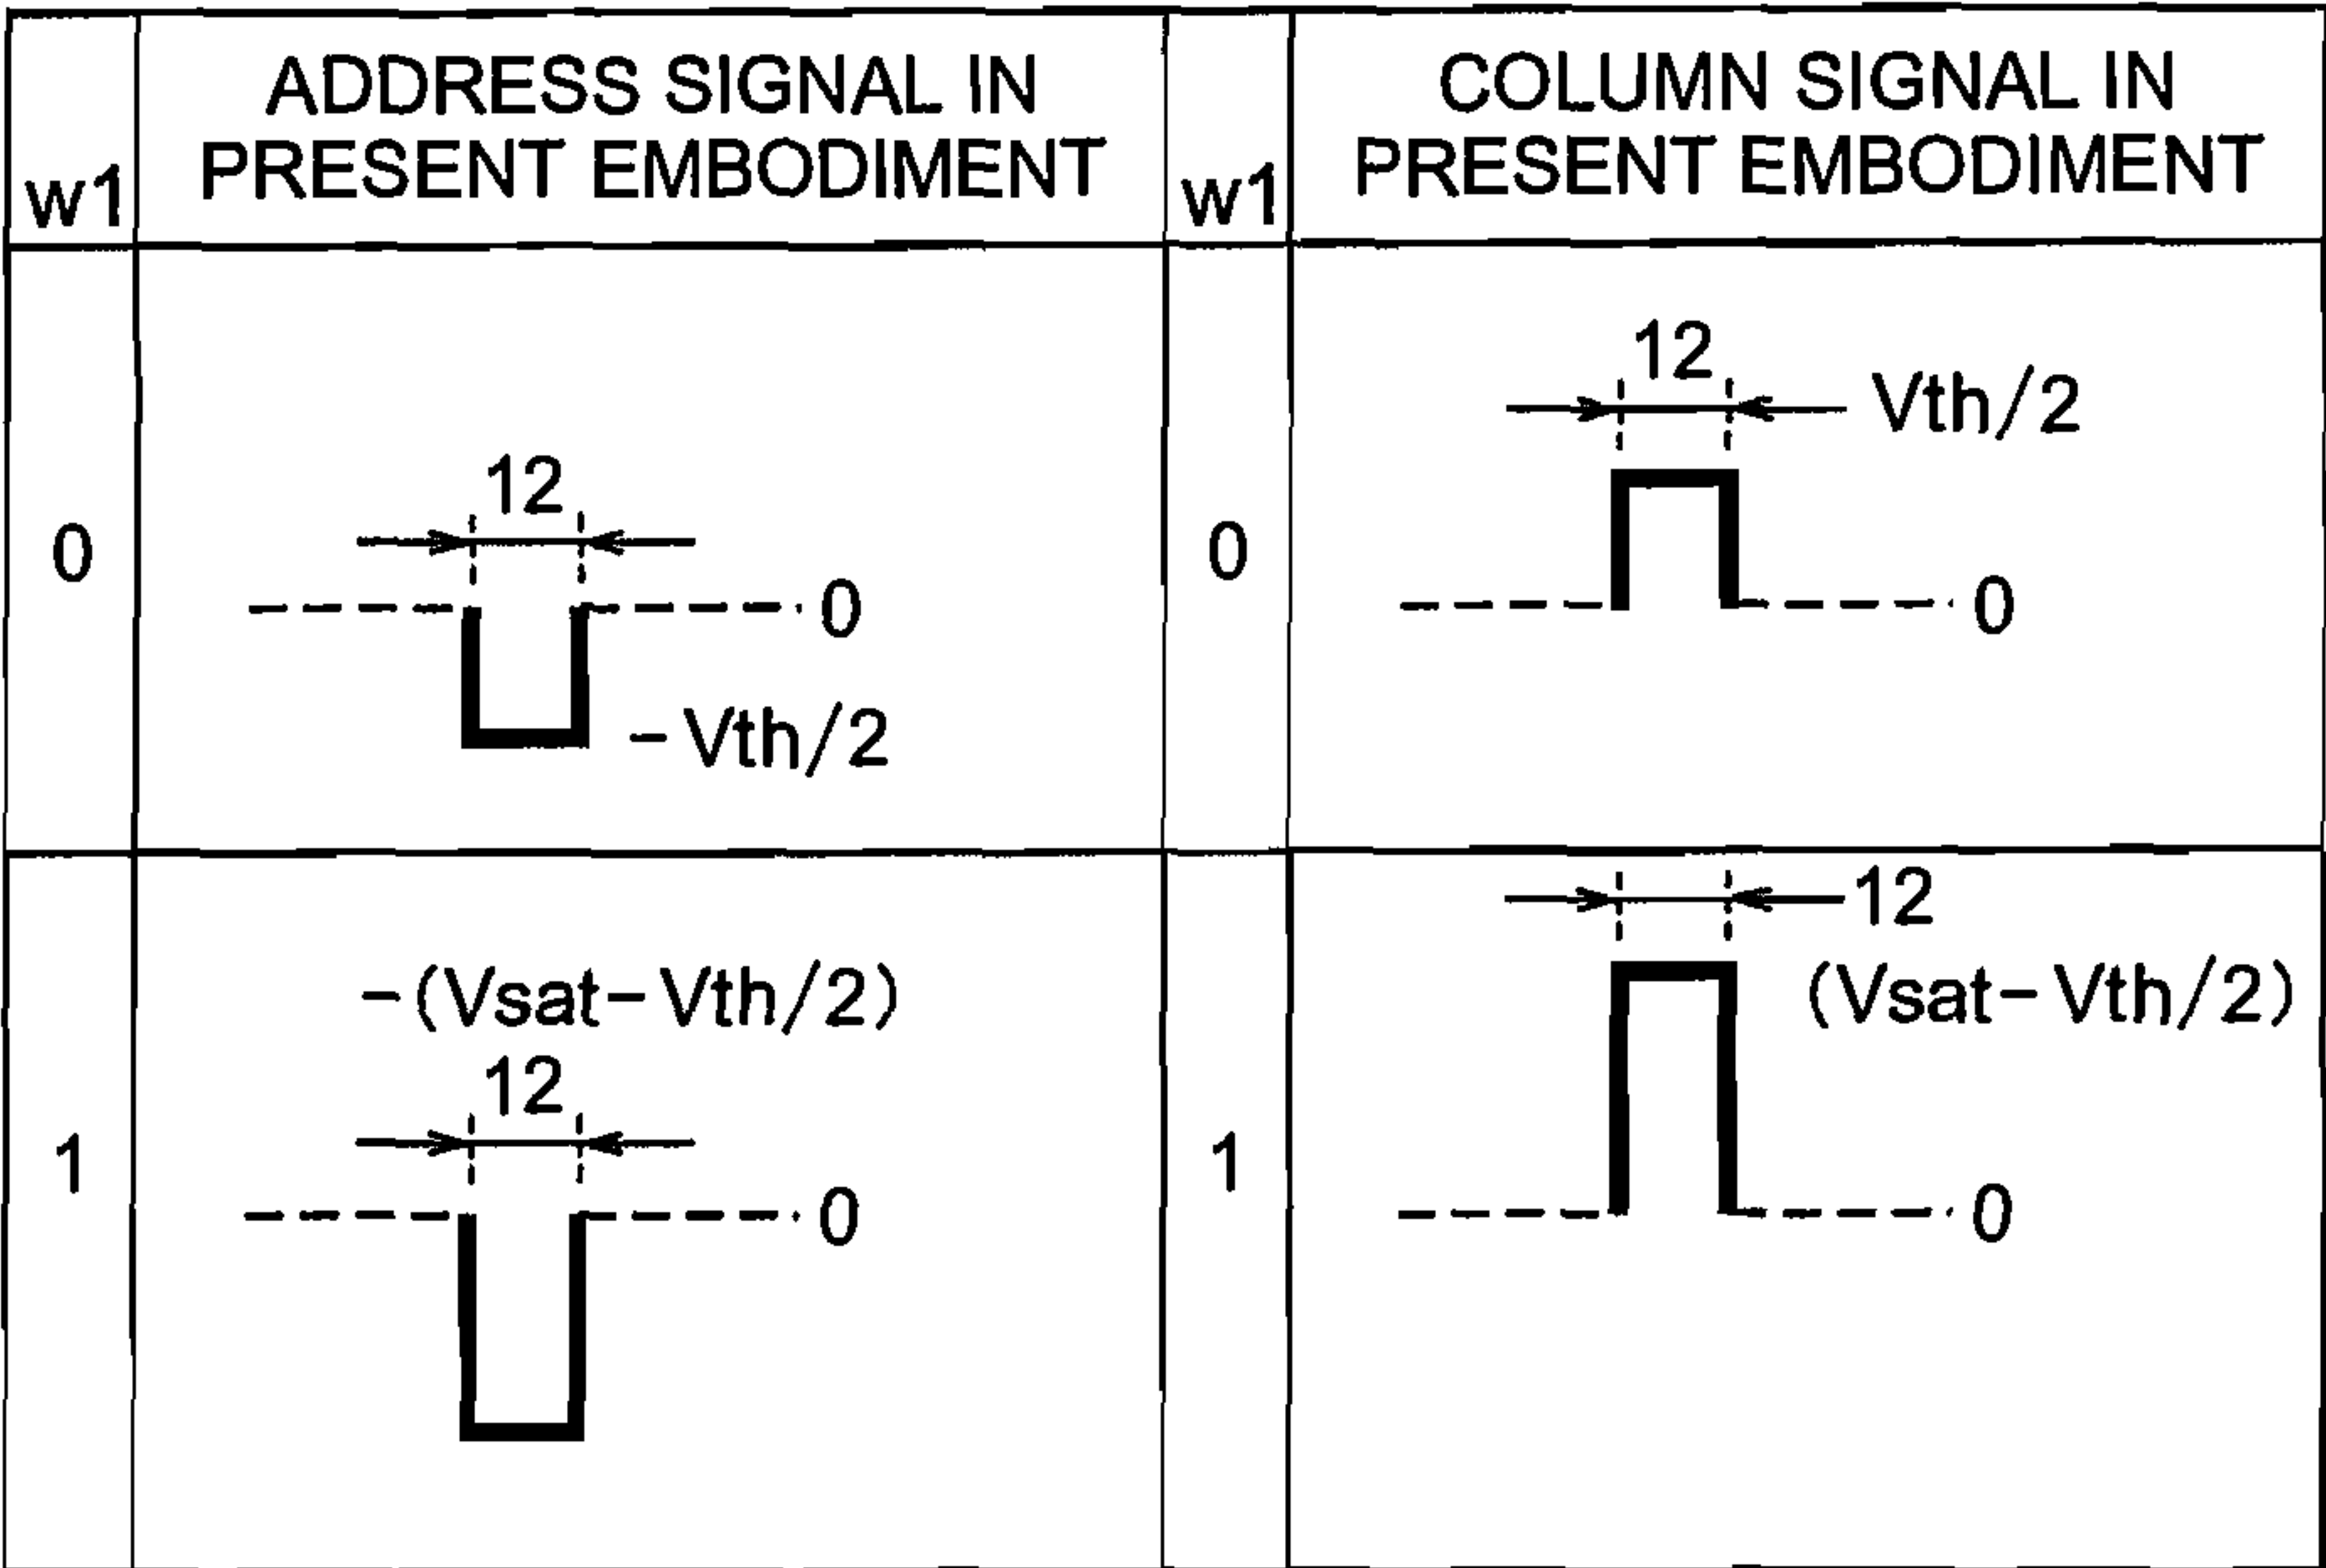 w1
ADDRESS SIGNAL IN
PRESENT EMBODIMENT
w1
COLUMN SIGNAL IN
PRESENT EMBODIMENT
0
12
0
-Vth/2
0
12
Vth/2
0
1
-(Vsat-Vth/2)
12
0
1
12
(Vsat-Vth/2)
0